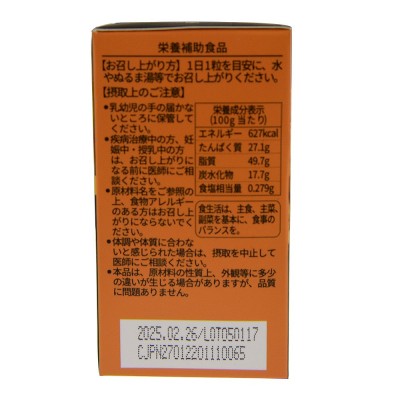 栄養補助食品
【お召し上がり方】1日1粒を目安に、水
やぬるま湯等でお召し上がりください。
【摂取上のご注意】
●乳幼児の手の届かな
いところに保管してく
ださい。
●疾病治療中の方、妊
娠中・授乳中の方
は、お召し上がりに
なる前に医師にご相
談ください。
●原材料名をご参照の
上、食物アレルギー
のある方はお召し上
がりにならないでく
ださい。
●体調や体質に合わな
いと感じられた場合は、摂取を中止して
医師にご相談ください。
●本品は、原材料の性質上、外観等に多少
の違いが生じる場合がありますが、品質
に問題ありません。
栄養成分表示
(100g当たり)
エネルギー 627kcal
たんぱく質 27.1g
脂質 49.7g
炭水化物 17.7g
食塩相当量 0.279g
食生活は、主食、主菜、
副菜を基本に、食事の
バランスを。
2025.02.26/LOT050117
CJPN27012201110065